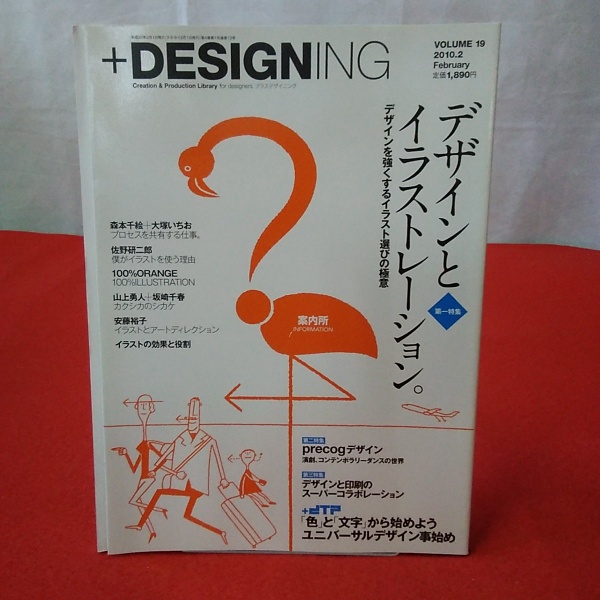 +DESIGNING
Creation & Production Library for designers. プラスデザイニング
VOLUME 19
2010.2
February
定価1,890円
デザインと
イラストレーション。
デザインを強くするイラスト選びの極意
第一特集
森本千絵+大塚いちお
プロセスを共有する仕事。
佐野研二郎
僕がイラストを使う理由
100%ORANGE
100%ILLUSTRATION
山上勇人+坂崎千春
カクシカのシカケ
安藤裕子
イラストとアートディレクション
イラストの効果と役割
案内所
INFORMATION
第二特集
precogデザイン
演劇、コンテンポラリーダンスの世界
第三特集
デザインと印刷の
スーパーコラボレーション
+dTP
「色」と「文字」から始めよう
ユニバーサルデザイン事始め